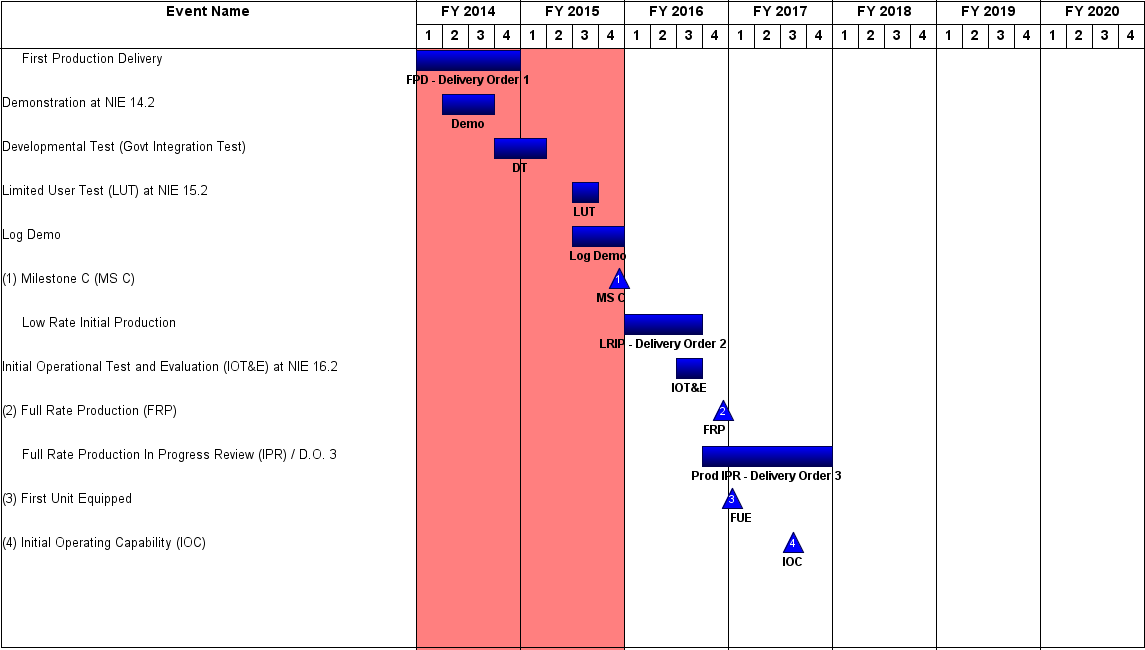 Event Name FY 2014 FY 2015 FY 2016 FY 2017 FY 2018 FY 2019 FY 2020
1 2 3 4 1 2 3 4 1 2 3 4 1 2 3 4 1 2 3 4 1 2 3 4 1 2 3 4
First Production Delivery
FPD - Delivery Order 1
Demonstration at NIE 14.2
Demo
Developmental Test (Govt Integration Test)
DT
Limited User Test (LUT) at NIE 15.2
LUT
Log Demo
Log Demo
(1) Milestone C (MS C) 1
MS C
Low Rate Initial Production
LRIP - Delivery Order 2
Initial Operational Test and Evaluation (IOT&E) at NIE 16.2
IOT&E
(2) Full Rate Production (FRP) 2
FRP
Full Rate Production In Progress Review (IPR) / D.O. 3
Prod IPR - Delivery Order 3
(3) First Unit Equipped 3
FUE
(4) Initial Operating Capability (IOC) 4
IOC